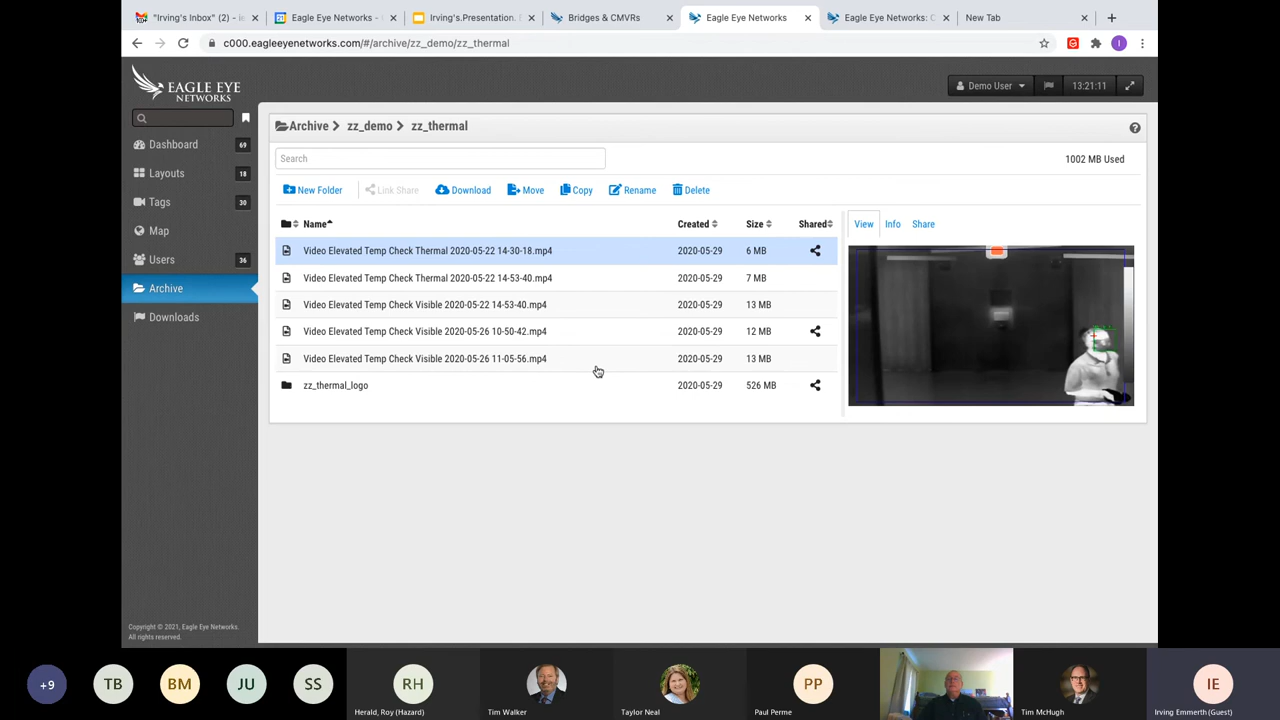 "Irving's Inbox" (2) - i
Eagle Eye Networks -
Irving's.Presentation. E
Bridges & CMVRs
Eagle Eye Networks
Eagle Eye Networks: C
New Tab
c000.eagleeyenetworks.com/#/archive/zz_demo/zz_thermal
I
EAGLE EYE
NETWORKS
Demo User
13:21:11
Archive
zz_demo
zz_thermal
Dashboard 69
Search
1002 MB Used
Layouts 18
New Folder
Link Share
Download
Move
Copy
Rename
Delete
Tags 30
Map
Users 36
Archive
Downloads
Name
Created
Size
Shared
View
Info
Share
Video Elevated Temp Check Thermal 2020-05-22 14-30-18.mp4 2020-05-29 6 MB
Video Elevated Temp Check Thermal 2020-05-22 14-53-40.mp4 2020-05-29 7 MB
Video Elevated Temp Check Visible 2020-05-22 14-53-40.mp4 2020-05-29 13 MB
Video Elevated Temp Check Visible 2020-05-26 10-50-42.mp4 2020-05-29 12 MB
Video Elevated Temp Check Visible 2020-05-26 11-05-56.mp4 2020-05-29 13 MB
zz_thermal_logo 2020-05-29 526 MB
Copyright © 2021, Eagle Eye Networks.
All rights reserved.
+9
TB
BM
JU
SS
RH
PP
IE
Herald, Roy (Hazard)
Tim Walker
Taylor Neal
Paul Perme
Tim McHugh
Irving Emmerth (Guest)